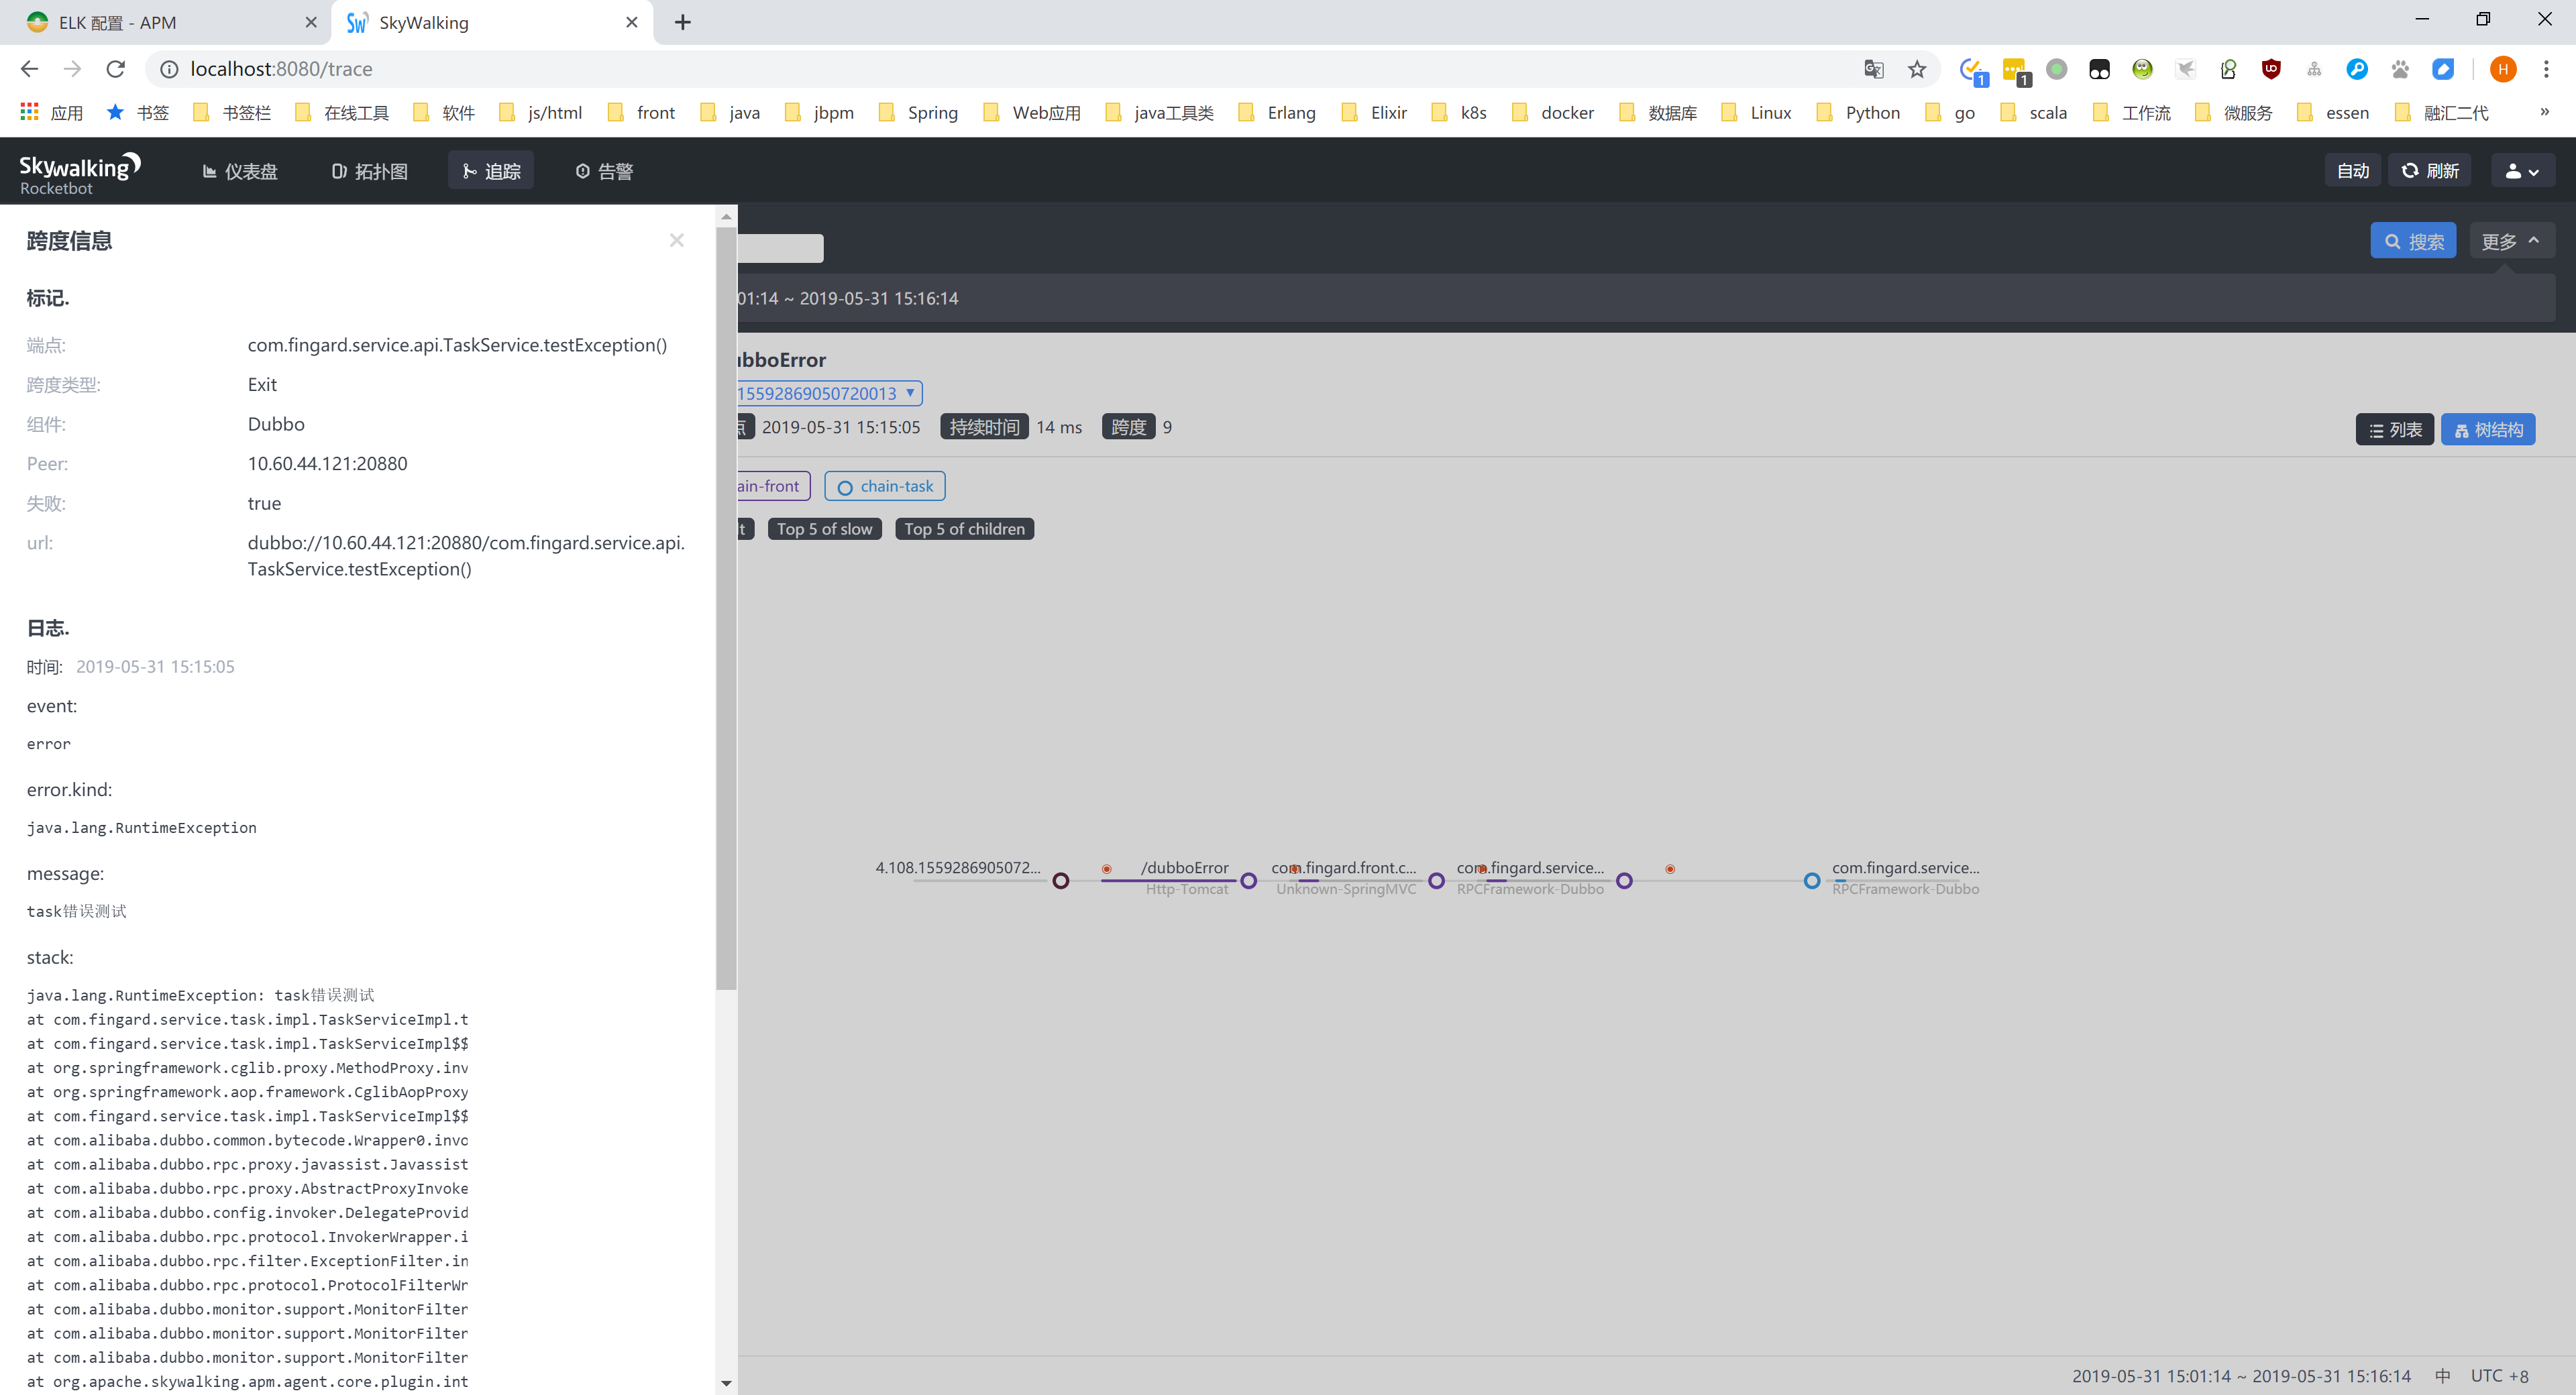 ELK 配置 - APM
SkyWalking
localhost:8080/trace
1
1
H
应用
书签
书签栏
在线工具
软件
js/html
front
java
jbpm
Spring
Web应用
java工具类
Erlang
Elixir
k8s
docker
数据库
Linux
Python
go
scala
工作流
微服务
essen
融汇二代
»
Skywalking
Rocketbot
仪表盘
拓扑图
追踪
告警
自动
刷新
搜索
更多
01:14 ~ 2019-05-31 15:16:14
跨度信息
标记.
端点: com.fingard.service.api.TaskService.testException()
跨度类型: Exit
组件: Dubbo
Peer: 10.60.44.121:20880
失败: true
url: dubbo://10.60.44.121:20880/com.fingard.service.api.
TaskService.testException()
日志.
时间: 2019-05-31 15:15:05
event:
error
error.kind:
java.lang.RuntimeException
message:
task错误测试
stack:
java.lang.RuntimeException: task错误测试
at com.fingard.service.task.impl.TaskServiceImpl.t
at com.fingard.service.task.impl.TaskServiceImpl$$
at org.springframework.cglib.proxy.MethodProxy.inv
at org.springframework.aop.framework.CglibAopProxy
at com.fingard.service.task.impl.TaskServiceImpl$$
at com.alibaba.dubbo.common.bytecode.Wrapper0.invo
at com.alibaba.dubbo.rpc.proxy.javassist.Javassist
at com.alibaba.dubbo.rpc.proxy.AbstractProxyInvoke
at com.alibaba.dubbo.config.invoker.DelegateProvid
at com.alibaba.dubbo.rpc.protocol.InvokerWrapper.i
at com.alibaba.dubbo.rpc.filter.ExceptionFilter.in
at com.alibaba.dubbo.rpc.protocol.ProtocolFilterWr
at com.alibaba.dubbo.monitor.support.MonitorFilter
at com.alibaba.dubbo.monitor.support.MonitorFilter
at com.alibaba.dubbo.monitor.support.MonitorFilter
at org.apache.skywalking.apm.agent.core.plugin.int
ubboError
15592869050720013
点 2019-05-31 15:15:05 持续时间 14 ms 跨度 9
列表
树结构
ain-front
chain-task
lt
Top 5 of slow
Top 5 of children
4.108.1559286905072...
/dubboError
Http-Tomcat
com.fingard.front.c...
Unknown-SpringMVC
com.fingard.service...
RPCFramework-Dubbo
com.fingard.service...
RPCFramework-Dubbo
2019-05-31 15:01:14 ~ 2019-05-31 15:16:14 中 UTC +8